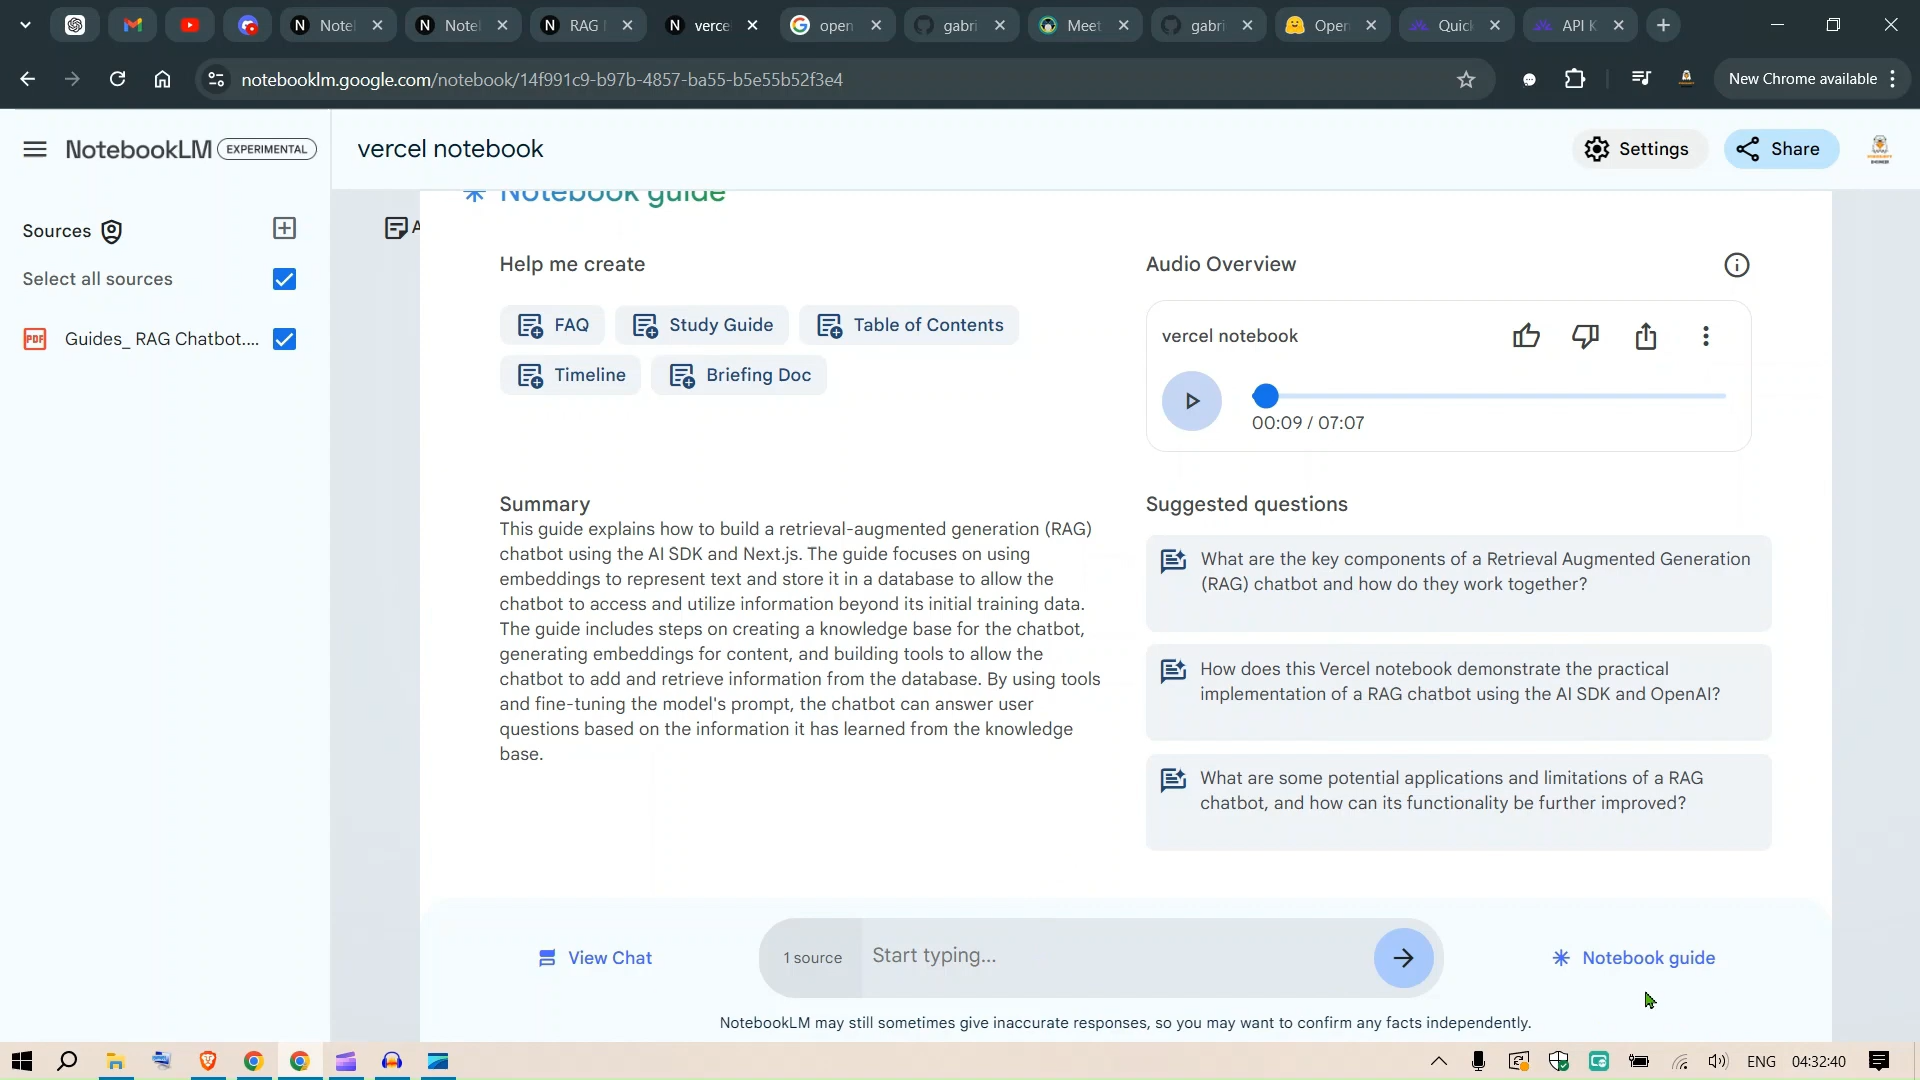 Note
Note
RAG
verce
open
gabri
Meet
gabri
Open
Quick
API K
notebooklm.google.com/notebook/14f991c9-b97b-4857-ba55-b5e55b52f3e4
New Chrome available
NotebookLM EXPERIMENTAL
vercel notebook
Settings
Share
Sources
Select all sources
PDF Guides_ RAG Chatbot....
Notebook guide
Help me create
FAQ
Study Guide
Table of Contents
Timeline
Briefing Doc
Audio Overview
vercel notebook
00:09 / 07:07
Summary
This guide explains how to build a retrieval-augmented generation (RAG)
chatbot using the AI SDK and Next.js. The guide focuses on using
embeddings to represent text and store it in a database to allow the
chatbot to access and utilize information beyond its initial training data.
The guide includes steps on creating a knowledge base for the chatbot,
generating embeddings for content, and building tools to allow the
chatbot to add and retrieve information from the database. By using tools
and fine-tuning the model's prompt, the chatbot can answer user
questions based on the information it has learned from the knowledge
base.
Suggested questions
What are the key components of a Retrieval Augmented Generation
(RAG) chatbot and how do they work together?
How does this Vercel notebook demonstrate the practical
implementation of a RAG chatbot using the AI SDK and OpenAI?
What are some potential applications and limitations of a RAG
chatbot, and how can its functionality be further improved?
View Chat
1 source
Start typing...
Notebook guide
NotebookLM may still sometimes give inaccurate responses, so you may want to confirm any facts independently.
ENG
04:32:40